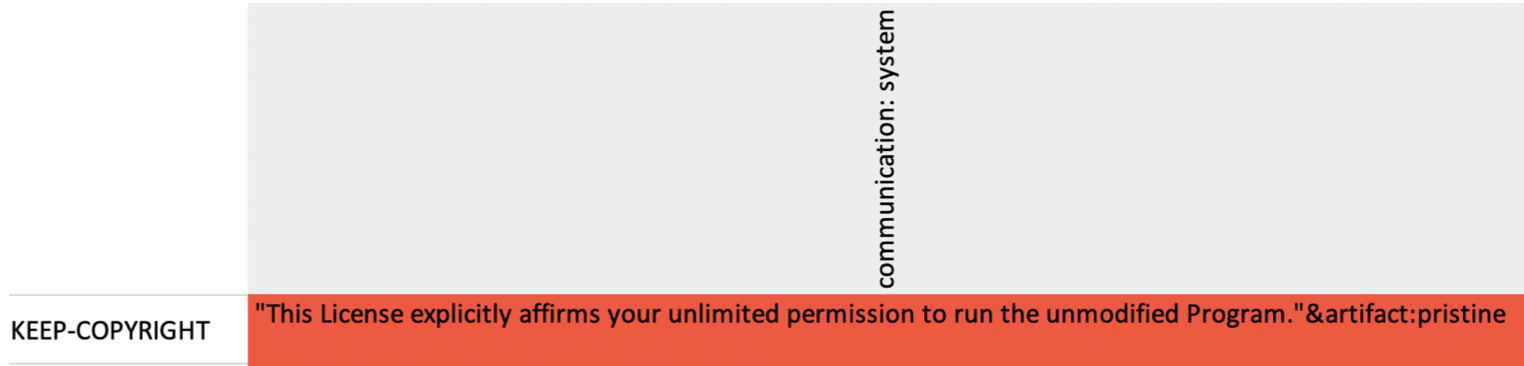 communication: system
KEEP-COPYRIGHT
"This License explicitly affirms your unlimited permission to run the unmodified Program."&artifact:pristine